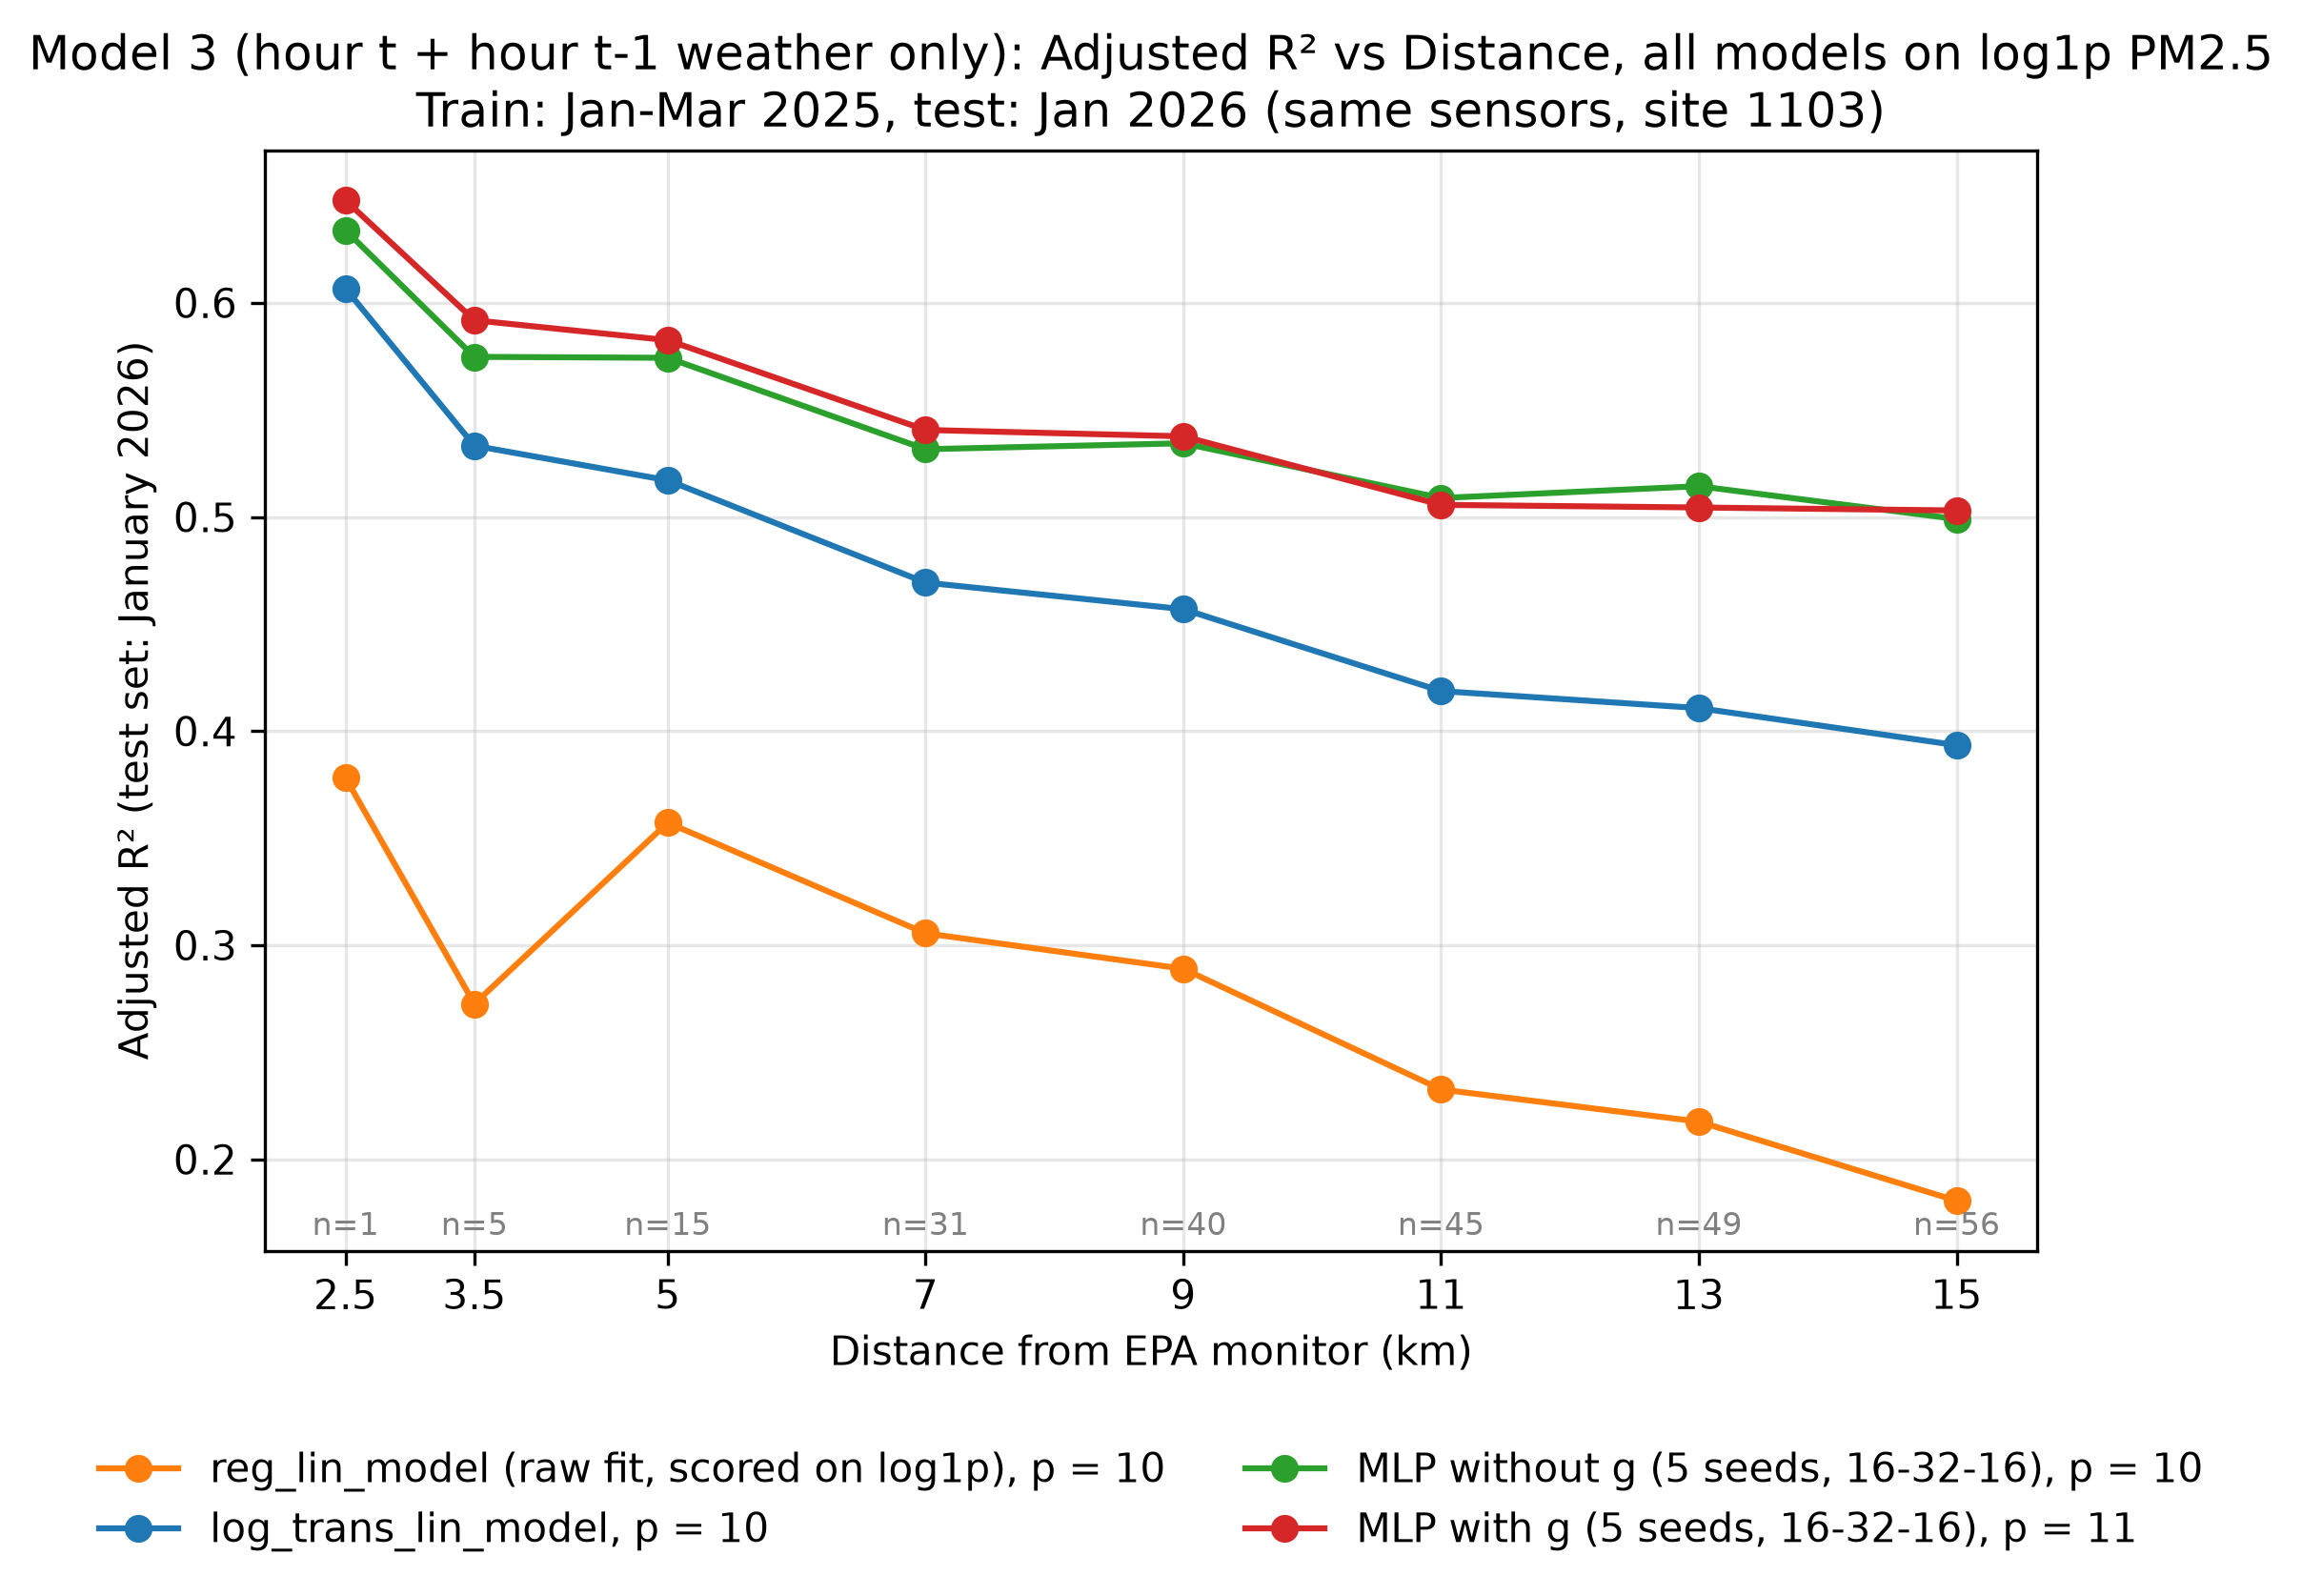 Model 3 (hour t + hour t-1 weather only): Adjusted R² vs Distance, all models on log1p PM2.5
Train: Jan-Mar 2025, test: Jan 2026 (same sensors, site 1103)
Adjusted R² (test set: January 2026)
0.6
0.5
0.4
0.3
0.2
n=1 n=5 n=15 n=31 n=40 n=45 n=49 n=56
2.5 3.5 5 7 9 11 13 15
Distance from EPA monitor (km)
reg_lin_model (raw fit, scored on log1p), p = 10
log_trans_lin_model, p = 10
MLP without g (5 seeds, 16-32-16), p = 10
MLP with g (5 seeds, 16-32-16), p = 11